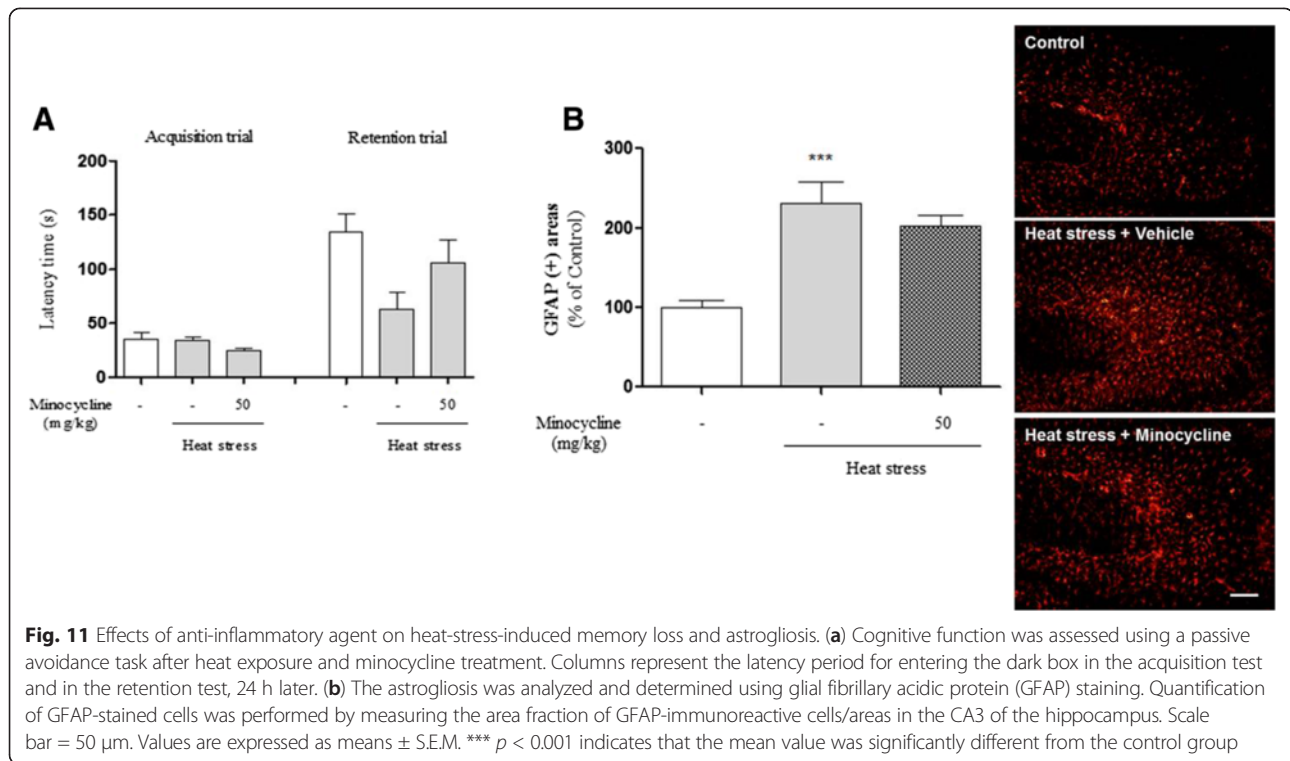 A
Acquisition trial
Retention trial
Latency time (s)
200
150
100
50
0
Minocycline - - 50 - - 50
(mg/kg)
Heat stress
Heat stress
B
GFAP (+) areas
(% of Control)
300
200
100
0
***
Minocycline - - 50
(mg/kg)
Heat stress
Control
Heat stress + Vehicle
Heat stress + Minocycline
Fig. 11 Effects of anti-inflammatory agent on heat-stress-induced memory loss and astrogliosis. (a) Cognitive function was assessed using a passive
avoidance task after heat exposure and minocycline treatment. Columns represent the latency period for entering the dark box in the acquisition test
and in the retention test, 24 h later. (b) The astrogliosis was analyzed and determined using glial fibrillary acidic protein (GFAP) staining. Quantification
of GFAP-stained cells was performed by measuring the area fraction of GFAP-immunoreactive cells/areas in the CA3 of the hippocampus. Scale
bar = 50 μm. Values are expressed as means ± S.E.M. *** p < 0.001 indicates that the mean value was significantly different from the control group